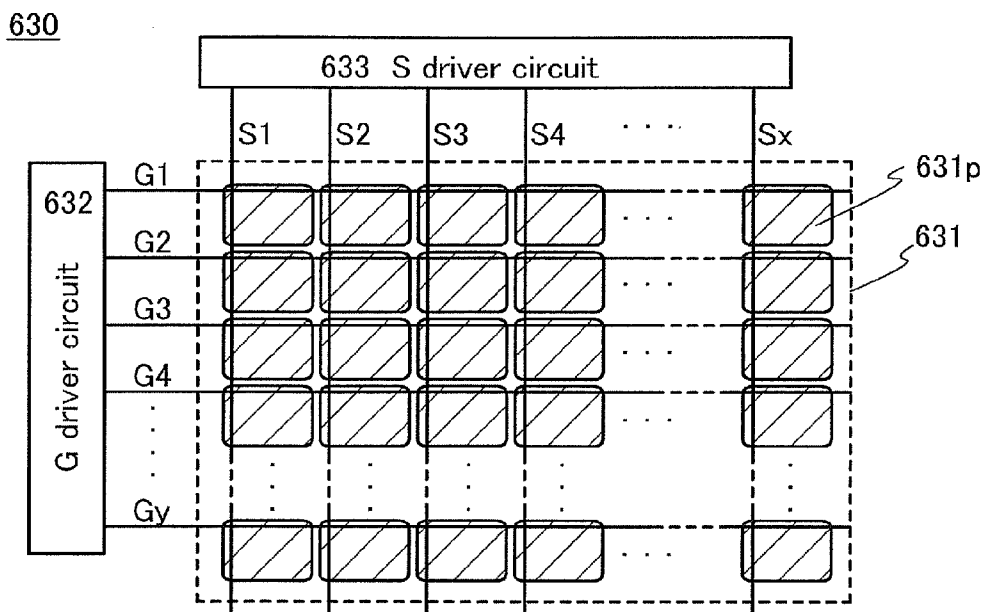 630
633 S driver circuit
S1 S2 S3 S4 · · · · Sx
632
G driver circuit
G1
G2
G3
G4
Gy
631p
631